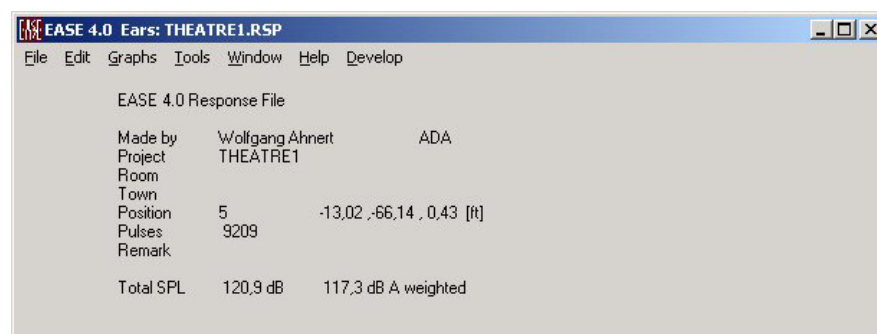 EASE 4.0 Ears: THEATRE1.RSP
File Edit Graphs Tools Window Help Develop
EASE 4.0 Response File
Made by Wolfgang Ahnert ADA
Project THEATRE1
Room
Town
Position 5 -13,02 ,-66,14 , 0,43 [ft]
Pulses 9209
Remark
Total SPL 120,9 dB 117,3 dB A weighted